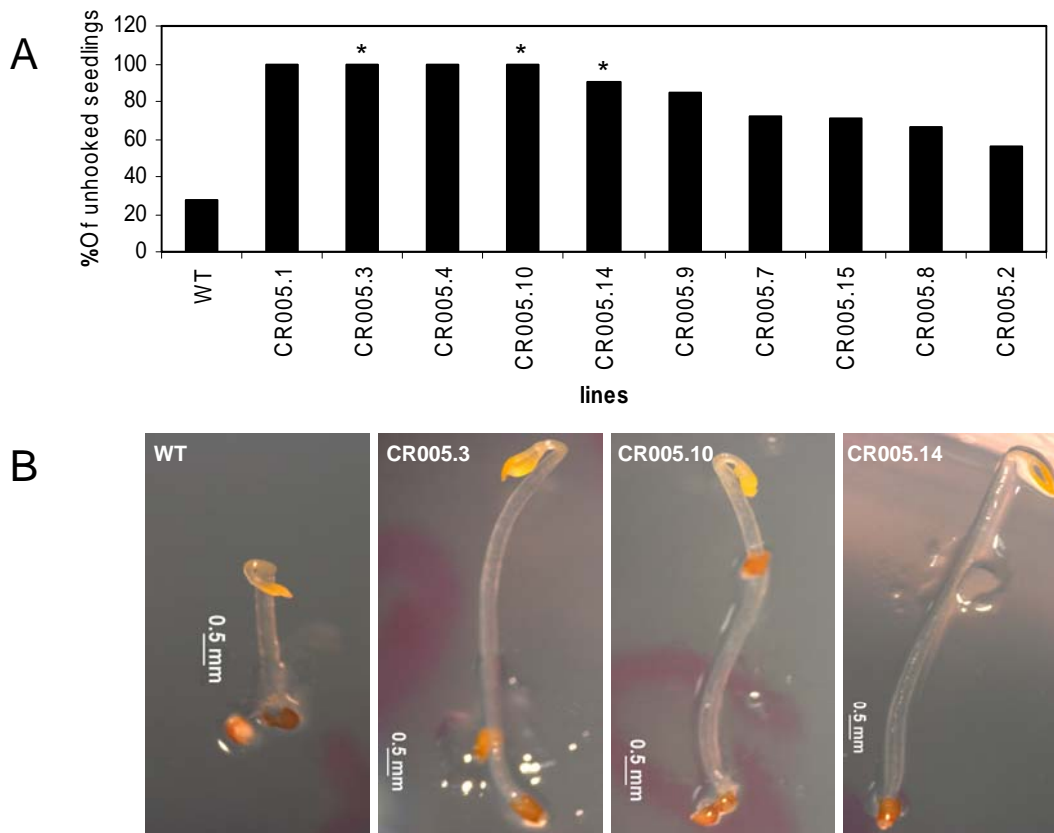 A
%Of unhooked seedlings
120
100
80
60
40
20
0
* * *
WT
CR005.1
CR005.3
CR005.4
CR005.10
CR005.14
CR005.9
CR005.7
CR005.15
CR005.8
CR005.2
lines
B
WT
CR005.3
CR005.10
CR005.14
0.5 mm
0.5 mm
0.5 mm
0.5 mm